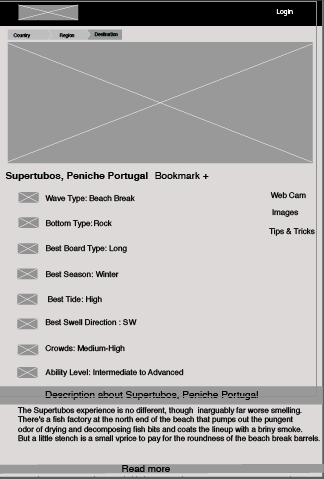 Login
Country Region Destination
Supertubos, Peniche Portugal Bookmark +
Wave Type: Beach Break
Web Cam
Bottom Type: Rock
Images
Tips & Tricks
Best Board Type: Long
Best Season: Winter
Best Tide: High
Best Swell Direction : SW
Crowds: Medium-High
Ability Level: Intermediate to Advanced
Description about Supertubos, Peniche Portugal
The Supertubos experience is no different, though inarguably far worse smelling.
There's a fish factory at the north end of the beach that pumps out the pungent
odor of drying and decomposing fish bits and coats the lineup with a briny smoke.
But a little stench is a small vprice to pay for the roundness of the beach break barrels.
Read more